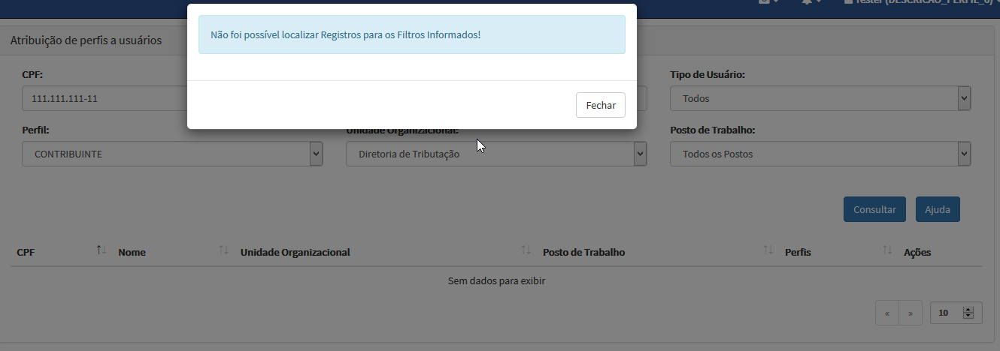 Tester (DESCRICAO_PERFIL_6)
Não foi possível localizar Registros para os Filtros Informados!
Fechar
Atribuição de perfis a usuários
CPF:
Tipo de Usuário:
111.111.111-11
Todos
Perfil:
Unidade Organizacional:
Posto de Trabalho:
CONTRIBUINTE
Diretoria de Tributação
Todos os Postos
Consultar
Ajuda
CPF
Nome
Unidade Organizacional
Posto de Trabalho
Perfis
Ações
Sem dados para exibir
«
»
10